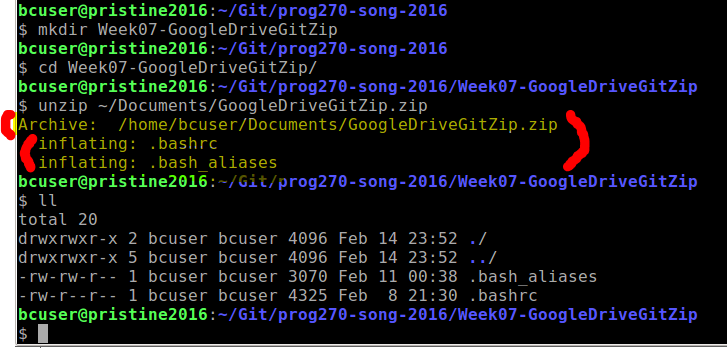 bcuser@pristine2016:~/Git/prog270-song-2016
$ mkdir Week07-GoogleDriveGitZip
bcuser@pristine2016:~/Git/prog270-song-2016
$ cd Week07-GoogleDriveGitZip/
bcuser@pristine2016:~/Git/prog270-song-2016/Week07-GoogleDriveGitZip
$ unzip ~/Documents/GoogleDriveGitZip.zip
Archive:  /home/bcuser/Documents/GoogleDriveGitZip.zip
  inflating: .bashrc
  inflating: .bash_aliases
bcuser@pristine2016:~/Git/prog270-song-2016/Week07-GoogleDriveGitZip
$ ll
total 20
drwxrwxr-x 2 bcuser bcuser 4096 Feb 14 23:52 ./
drwxrwxr-x 5 bcuser bcuser 4096 Feb 14 23:52 ../
-rw-rw-r-- 1 bcuser bcuser 3070 Feb 11 00:38 .bash_aliases
-rw-r--r-- 1 bcuser bcuser 4325 Feb  8 21:30 .bashrc
bcuser@pristine2016:~/Git/prog270-song-2016/Week07-GoogleDriveGitZip
$